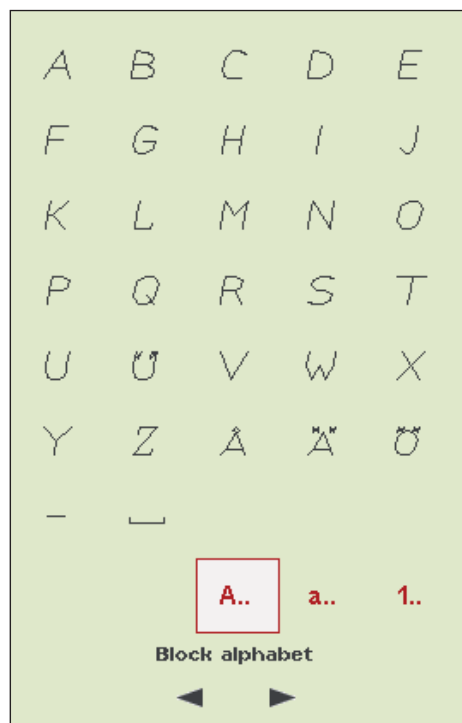 A B C D E
F G H I J
K L M N O
P Q R S T
U Ü V W X
Y Z Å Ä Ö
–
A.. a.. 1..
Block alphabet